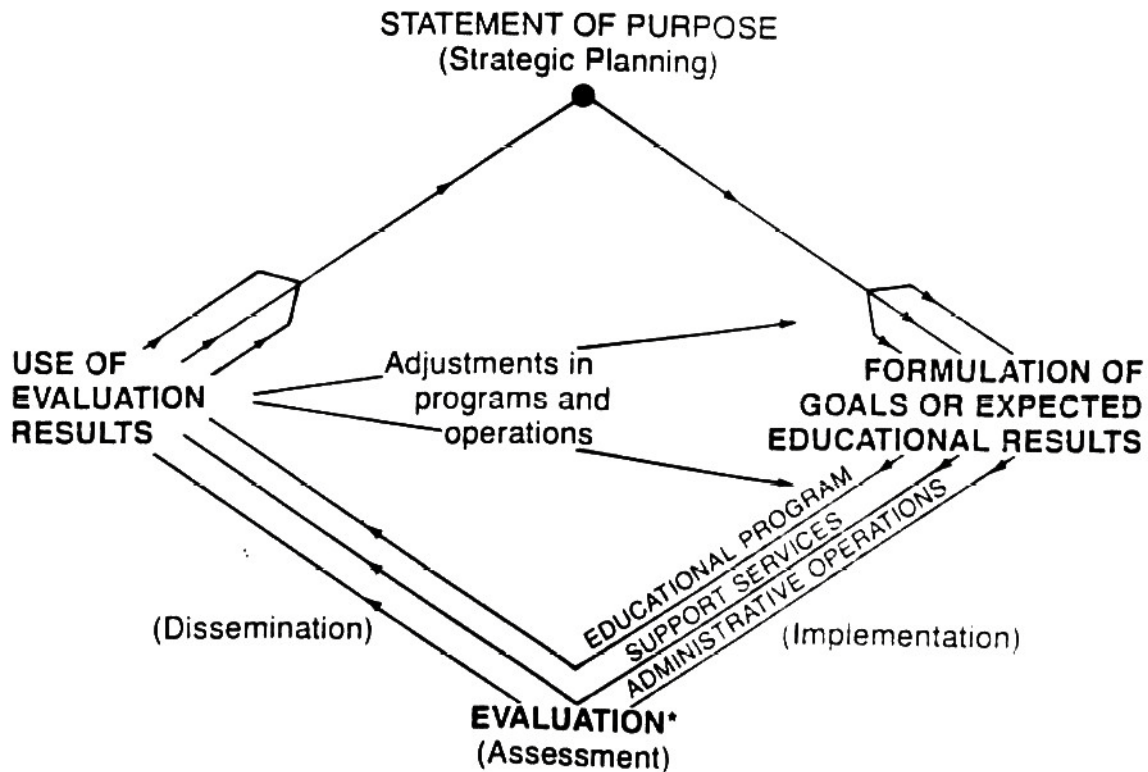 STATEMENT OF PURPOSE
(Strategic Planning)
USE OF
EVALUATION
RESULTS
Adjustments in
programs and
operations
FORMULATION OF
GOALS OR EXPECTED
EDUCATIONAL RESULTS
EDUCATIONAL PROGRAM
SUPPORT SERVICES
ADMINISTRATIVE OPERATIONS
(Dissemination)
(Implementation)
EVALUATION*
(Assessment)